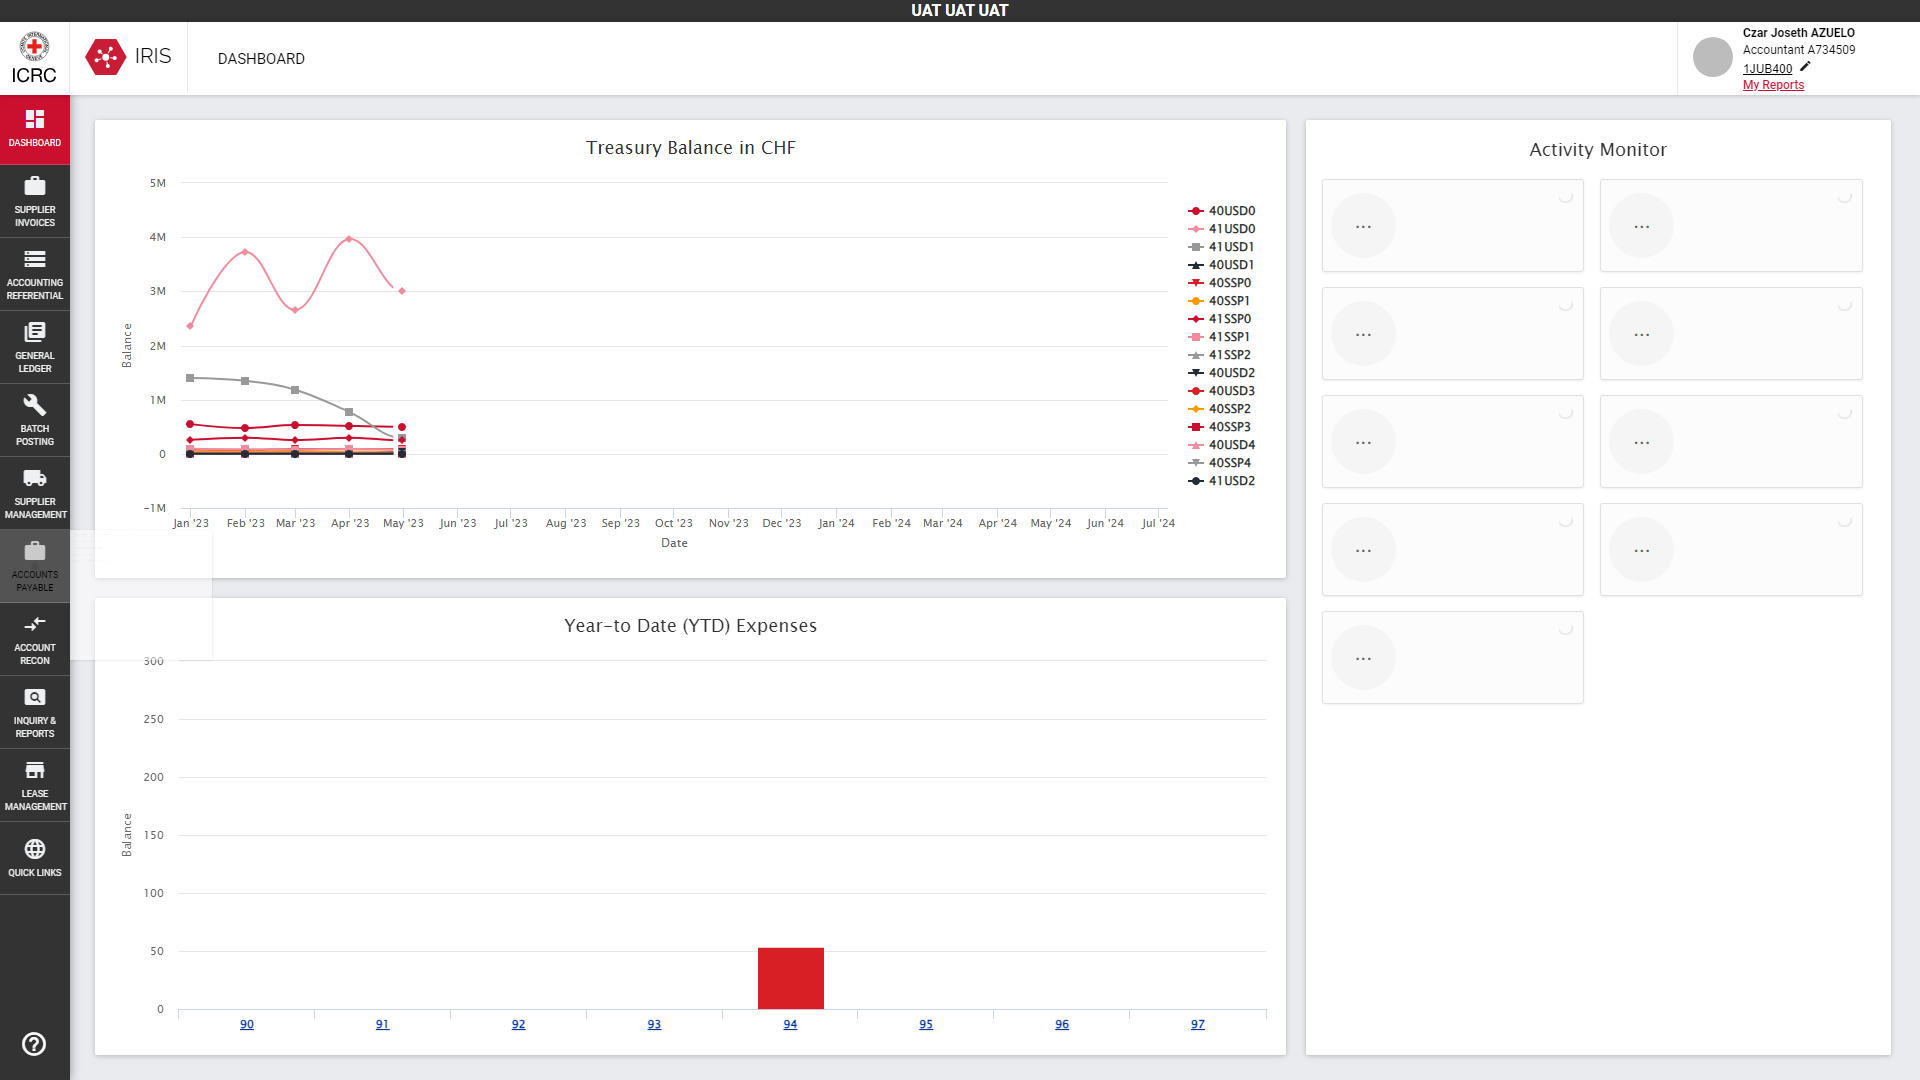 UAT UAT UAT
ICRC
IRIS
DASHBOARD
Czar Joseth AZUELO
Accountant A734509
1JUB400
My Reports
DASHBOARD
SUPPLIER
INVOICES
ACCOUNTING
REFERENTIAL
GENERAL
LEDGER
BATCH
POSTING
SUPPLIER
MANAGEMENT
ACCOUNTS
PAYABLE
ACCOUNT
RECON
INQUIRY &
REPORTS
LEASE
MANAGEMENT
QUICK LINKS
Treasury Balance in CHF
5M
4M
3M
2M
1M
0
-1M
Balance
Jan '23 Feb '23 Mar '23 Apr '23 May '23 Jun '23 Jul '23 Aug '23 Sep '23 Oct '23 Nov '23 Dec '23 Jan '24 Feb '24 Mar '24 Apr '24 May '24 Jun '24 Jul '24
Date
40USD0
41USD0
41USD1
40USD1
40SSP0
40SSP1
41SSP0
41SSP1
41SSP2
40USD2
40USD3
40SSP2
40SSP3
40USD4
40SSP4
41USD2
Year-to Date (YTD) Expenses
300
250
200
150
100
50
0
Balance
90 91 92 93 94 95 96 97
Activity Monitor
... ...
... ...
... ...
... ...
...